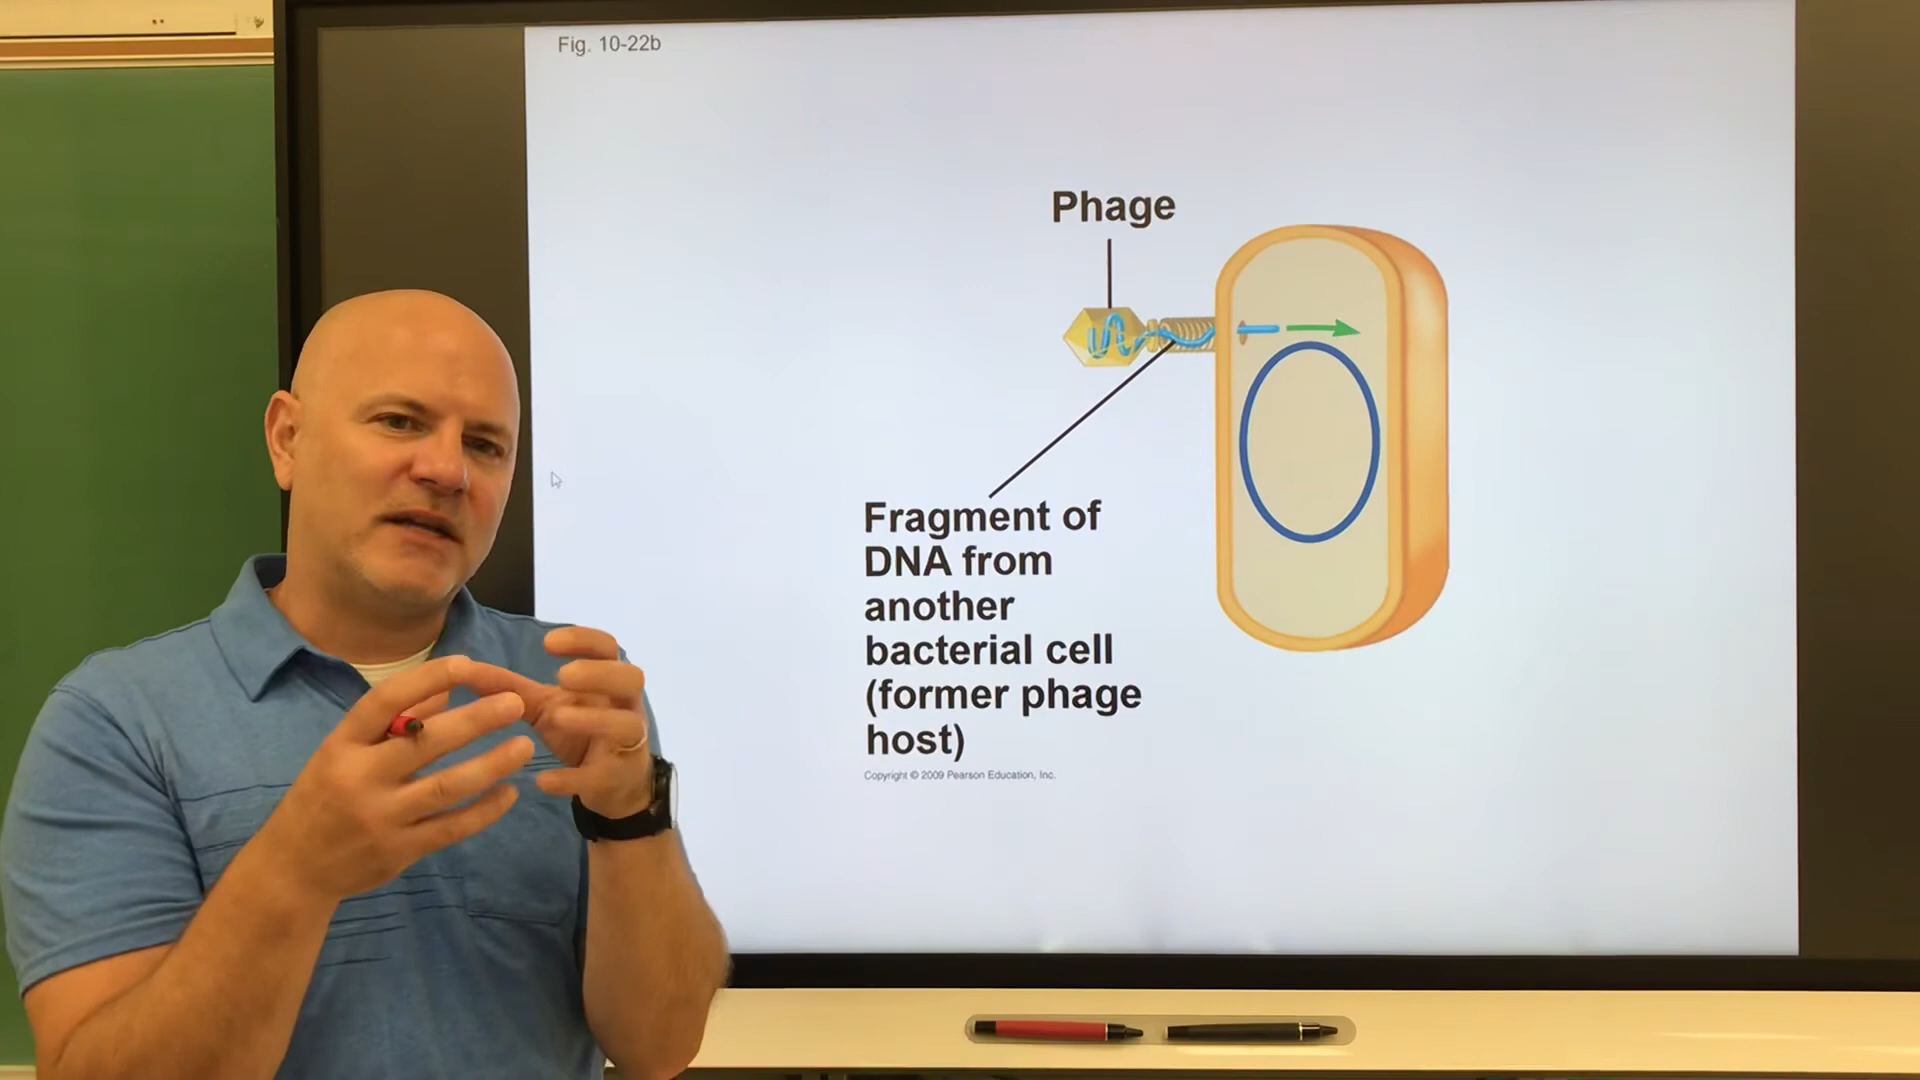 Fig. 10-22b
Phage
Fragment of
DNA from
another
bacterial cell
(former phage
host)
Copyright © 2009 Pearson Education, Inc.